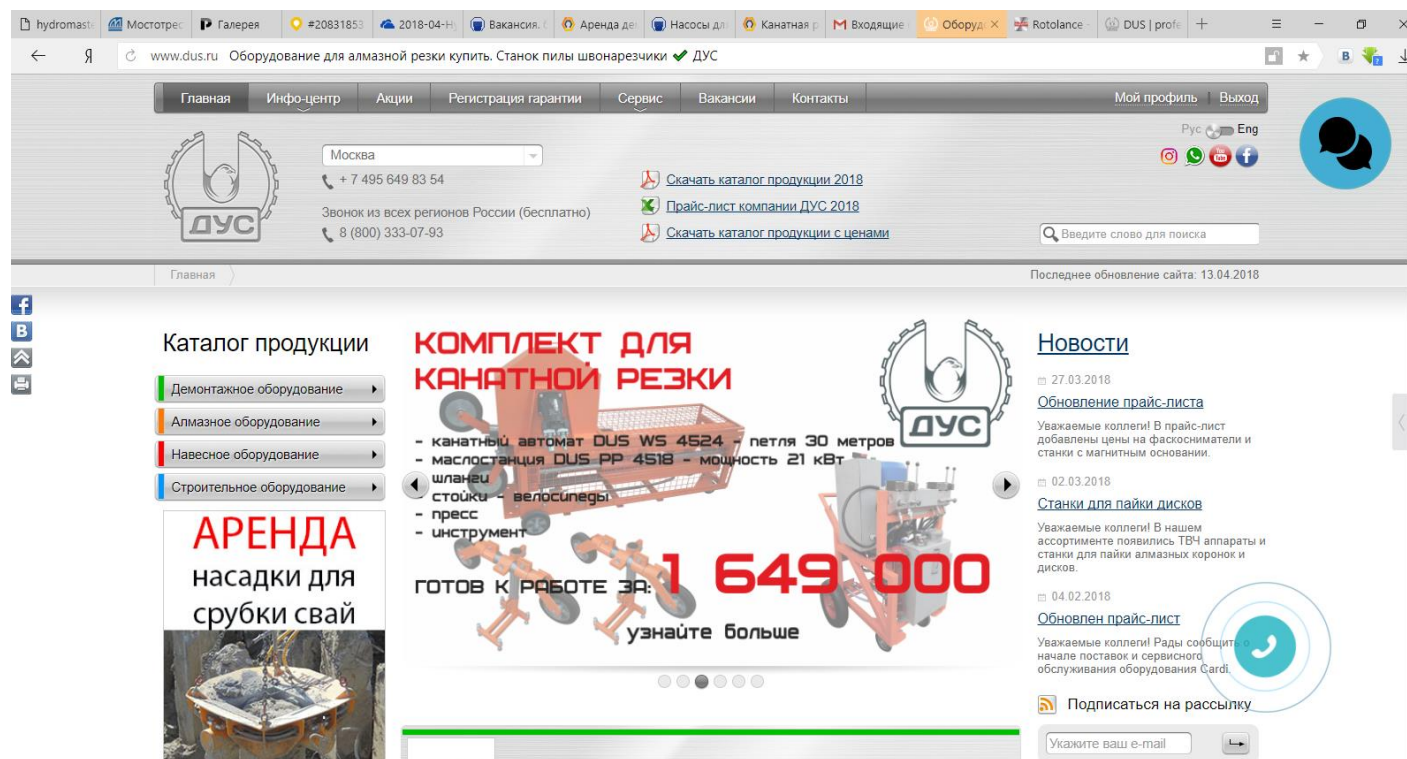 hydromaste
Мостотрес
Галерея
#20831853
2018-04-Н
Вакансия. 
Аренда де
Насосы дл
Канатная р
Входящие
Оборуд
Rotolance -
DUS | profe
Я
www.dus.ru Оборудование для алмазной резки купить. Станок пилы швонарезчики ✔ ДУС
Главная
Инфо-центр
Акции
Регистрация гарантии
Сервис
Вакансии
Контакты
Мой профиль
Выход
Рус
Eng
ДУС
Москва
+ 7 495 649 83 54
Звонок из всех регионов России (бесплатно)
8 (800) 333-07-93
Скачать каталог продукции 2018
Прайс-лист компании ДУС 2018
Скачать каталог продукции с ценами
Введите слово для поиска
Главная
Последнее обновление сайта: 13.04.2018
Каталог продукции
Демонтажное оборудование
Алмазное оборудование
Навесное оборудование
Строительное оборудование
АРЕНДА
насадки для
срубки свай
КОМПЛЕКТ ДЛЯ
КАНАТНОЙ РЕЗКИ
ДУС
- канатный автомат DUS WS 4524 - петля 30 метров
- маслостанция DUS PP 4518 - мощность 21 кВт
- шланги
- стойки - велосипеды
- пресс
- инструмент
ГОТОВ К РАБОТЕ ЗА: 1 649 000
узнайте больше
Новости
27.03.2018
Обновление прайс-листа
Уважаемые коллеги! В прайс-лист
добавлены цены на фаскосниматели и
станки с магнитным основании.
02.03.2018
Станки для пайки дисков
Уважаемые коллеги! В нашем
ассортименте появились ТВЧ аппараты и
станки для пайки алмазных коронок и
дисков.
04.02.2018
Обновлен прайс-лист
Уважаемые коллеги! Рады сообщить о
начале поставок и сервисного
обслуживания оборудования Cardi.
Подписаться на рассылку
Укажите ваш e-mail